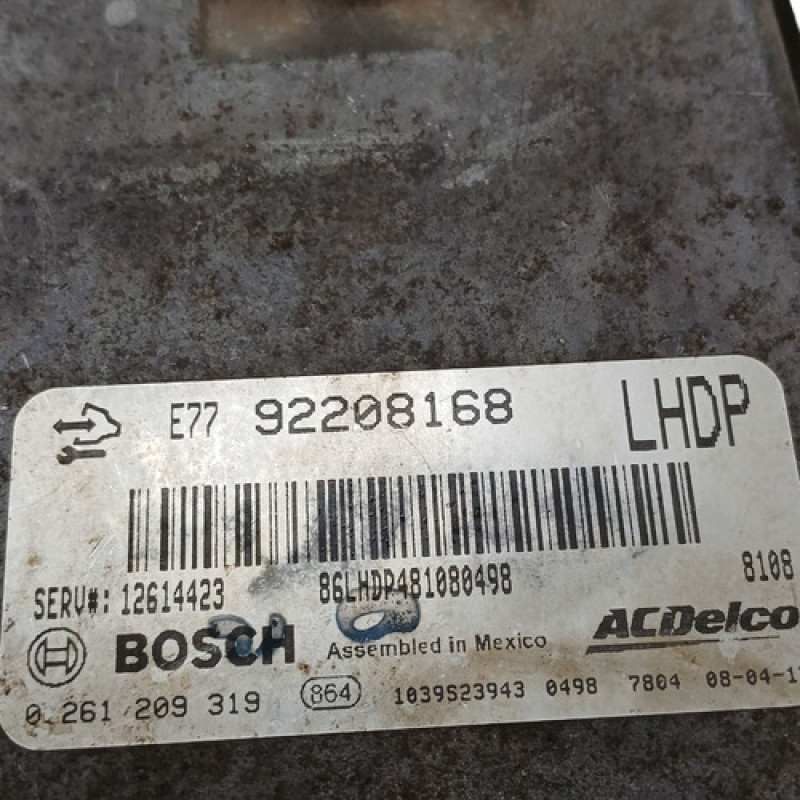 E77 92208168 LHDP
SERV#: 12614423 86LHDP481080498 8108
BOSCH Assembled in Mexico ACDelco
0 261 209 319 864 1039S23943 0498 7804 08-04-1